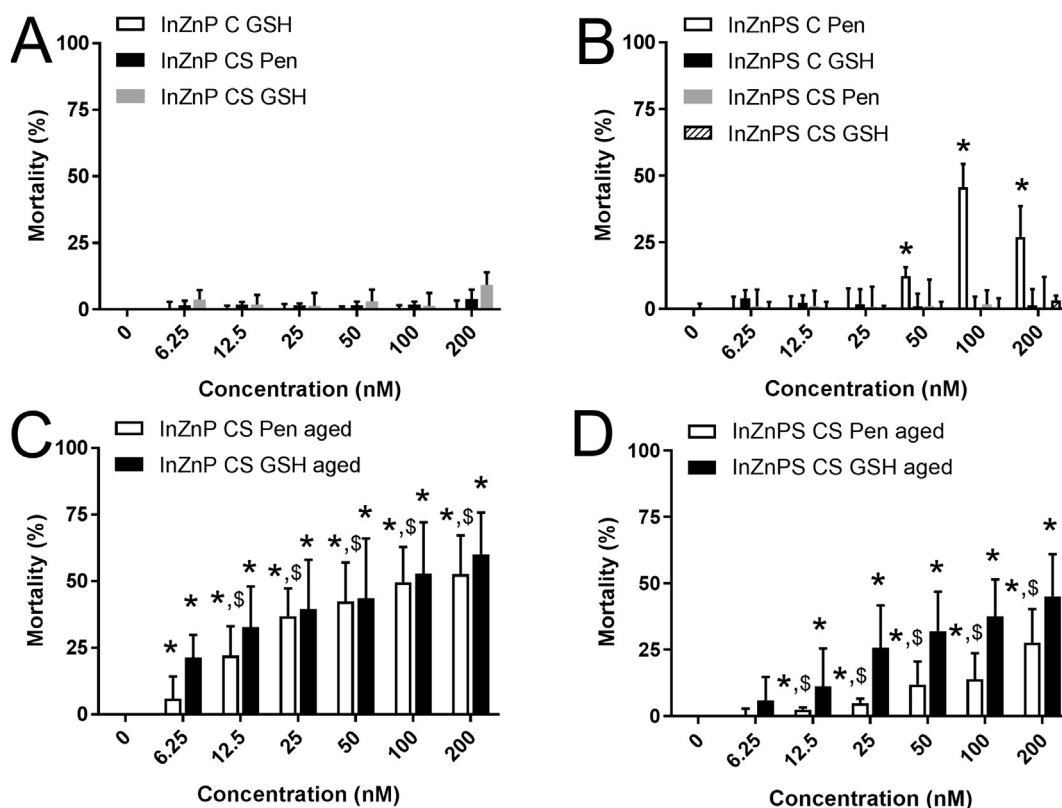 A
InZnP C GSH
InZnP CS Pen
InZnP CS GSH
100
75
50
25
0
Mortality (%)
0 6.25 12.5 25 50 100 200
Concentration (nM)
B
InZnPS C Pen
InZnPS C GSH
InZnPS CS Pen
InZnPS CS GSH
100
75
50
25
0
Mortality (%)
* * *
0 6.25 12.5 25 50 100 200
Concentration (nM)
C
InZnP CS Pen aged
InZnP CS GSH aged
100
75
50
25
0
Mortality (%)
* * *,$ * *,$ * *,$ * *,$ * *,$ *
0 6.25 12.5 25 50 100 200
Concentration (nM)
D
InZnPS CS Pen aged
InZnPS CS GSH aged
100
75
50
25
0
Mortality (%)
*,$ * *,$ * *,$ * *,$ * *,$ *
0 6.25 12.5 25 50 100 200
Concentration (nM)